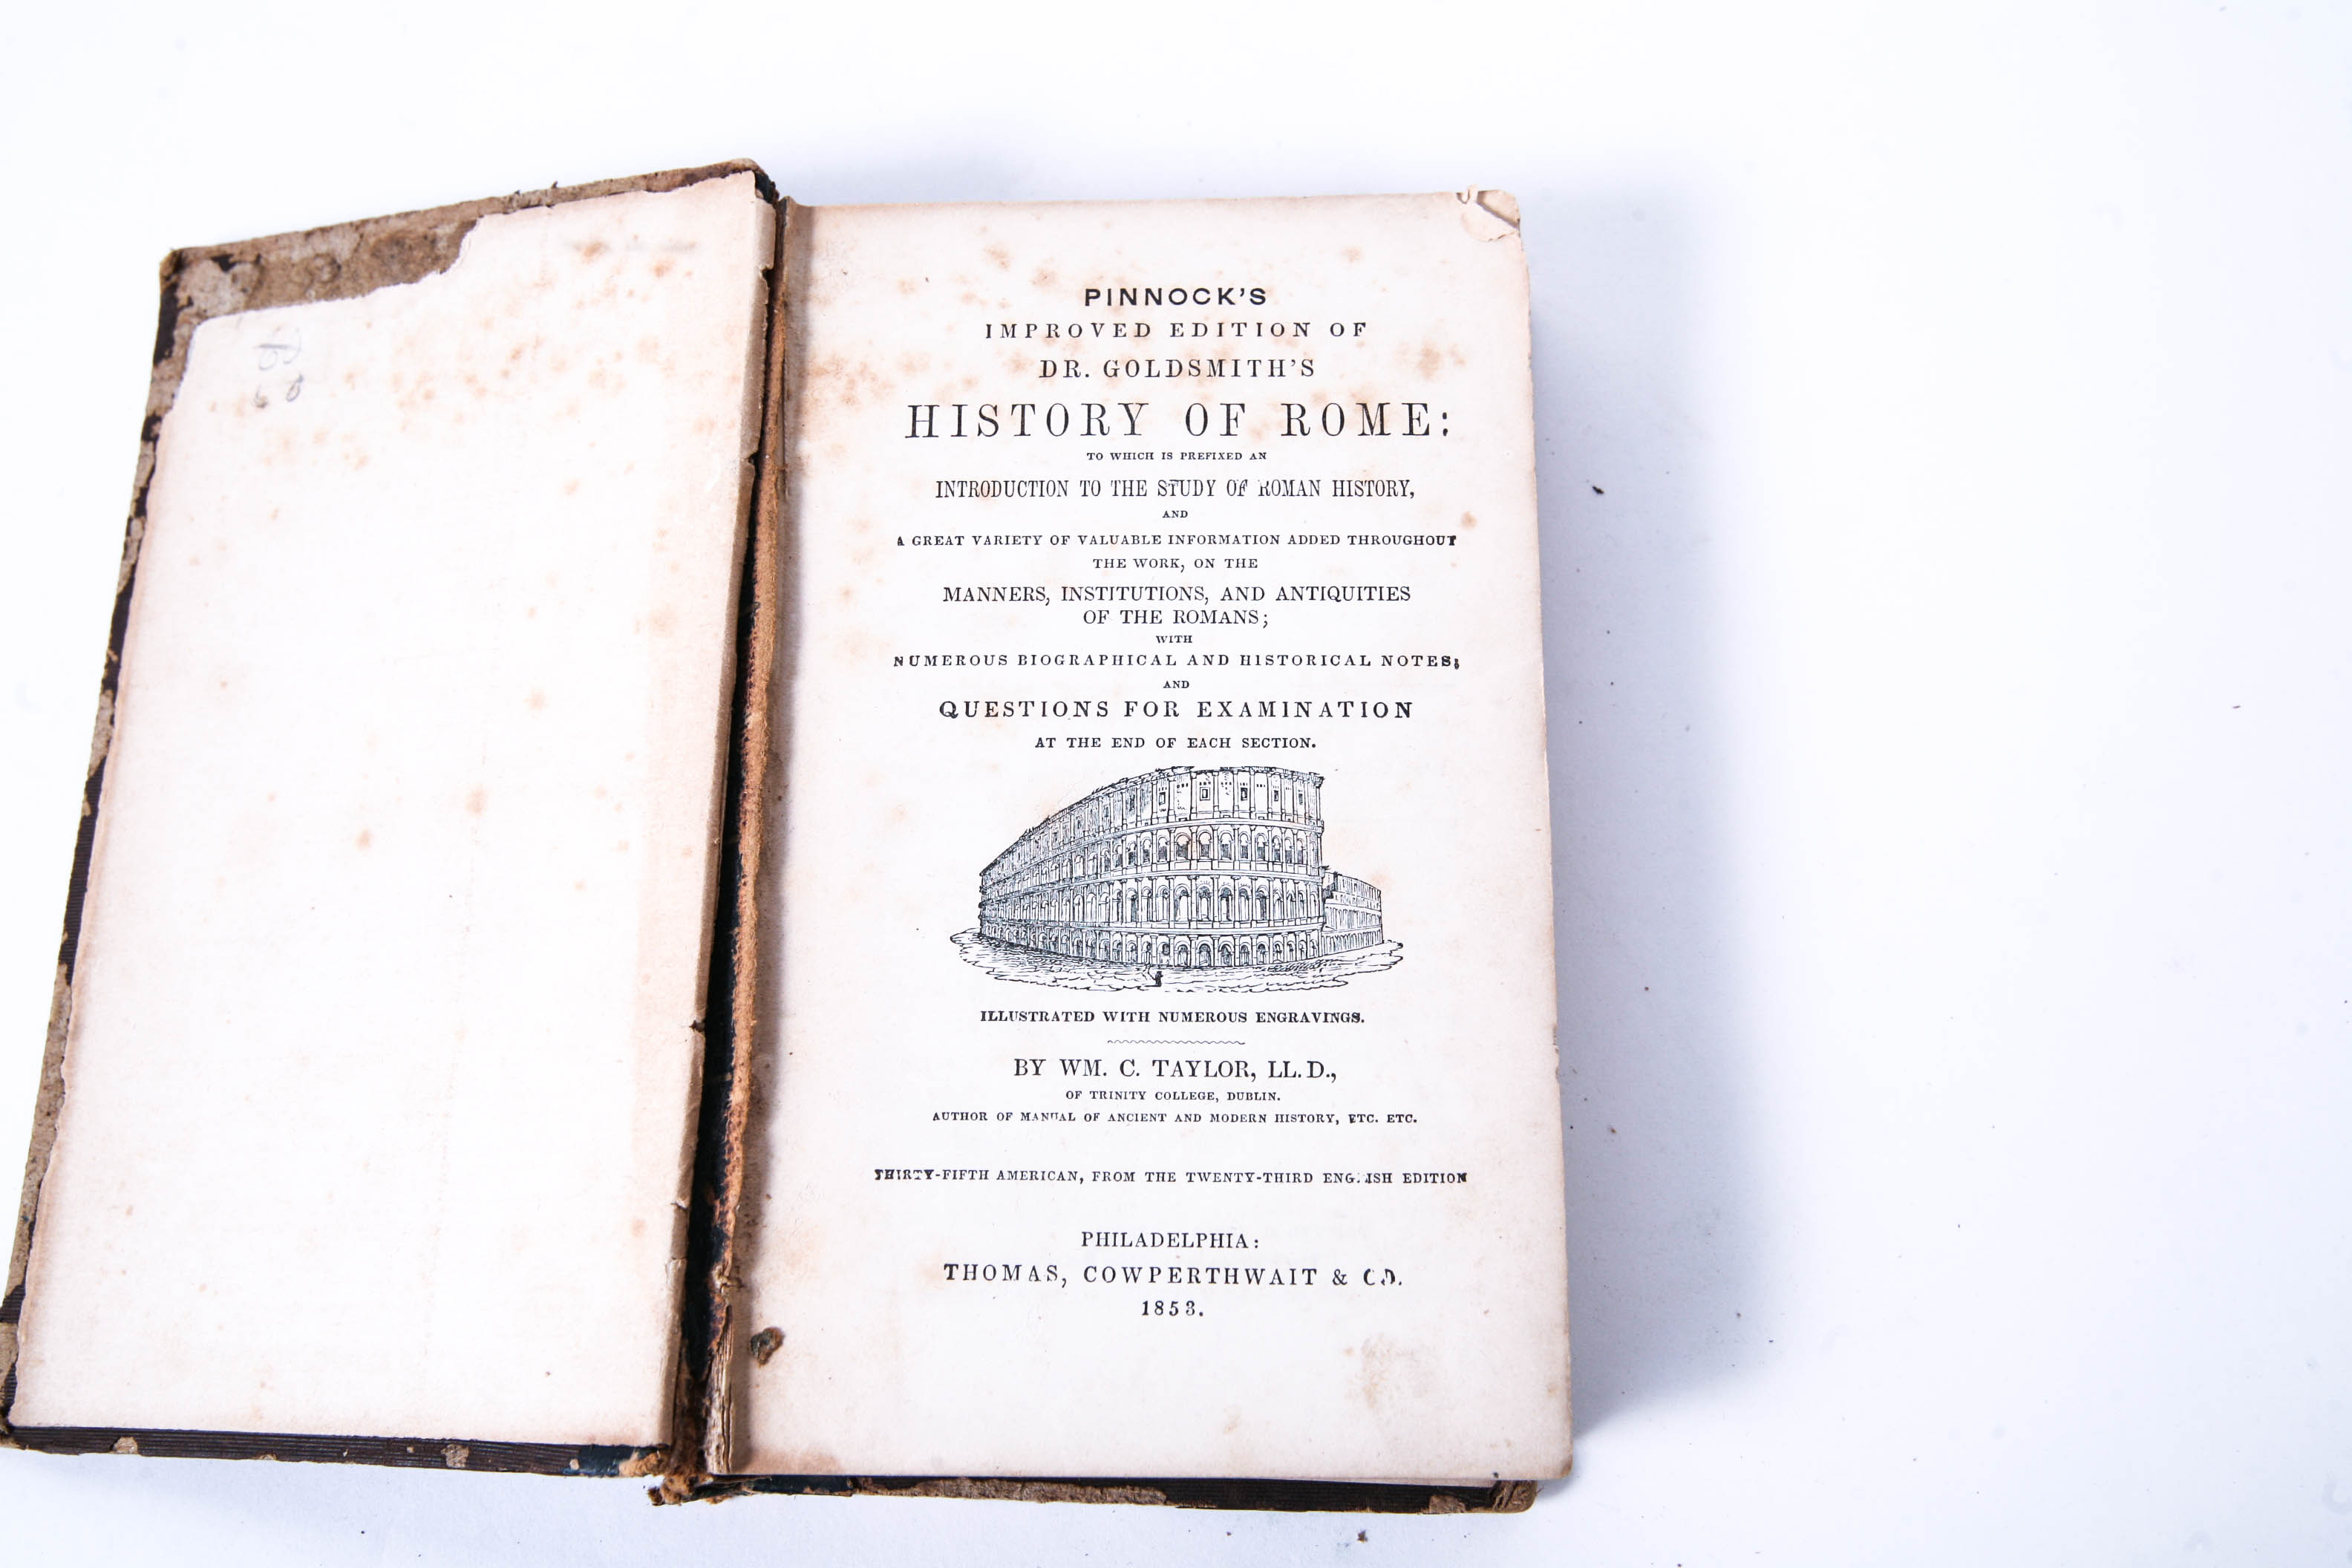 PINNOCK'S
IMPROVED EDITION OF
DR. GOLDSMITH'S
HISTORY OF ROME:
TO WHICH IS PREFIXED AN
INTRODUCTION TO THE STUDY OF ROMAN HISTORY,
AND
A GREAT VARIETY OF VALUABLE INFORMATION ADDED THROUGHOUT
THE WORK, ON THE
MANNERS, INSTITUTIONS, AND ANTIQUITIES
OF THE ROMANS;
WITH
NUMEROUS BIOGRAPHICAL AND HISTORICAL NOTES;
AND
QUESTIONS FOR EXAMINATION
AT THE END OF EACH SECTION.
ILLUSTRATED WITH NUMEROUS ENGRAVINGS.
BY WM. C. TAYLOR, LL.D.,
OF TRINITY COLLEGE, DUBLIN.
AUTHOR OF MANUAL OF ANCIENT AND MODERN HISTORY, ETC. ETC.
THIRTY-FIFTH AMERICAN, FROM THE TWENTY-THIRD ENGLISH EDITION
PHILADELPHIA:
THOMAS, COWPERTHWAIT & CO.
1853.